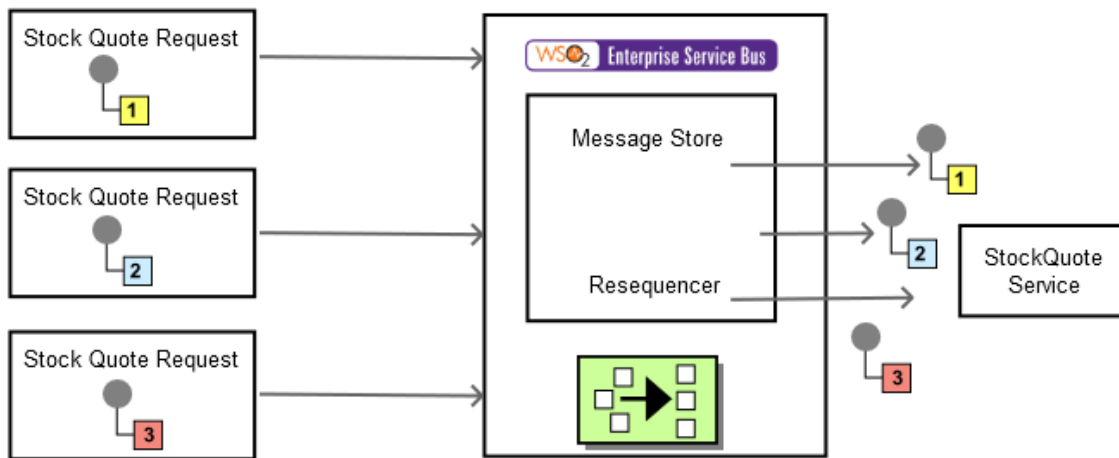 Stock Quote Request
1
Stock Quote Request
2
Stock Quote Request
3
WSO2 Enterprise Service Bus
Message Store
Resequencer
1
2
3
StockQuote
Service